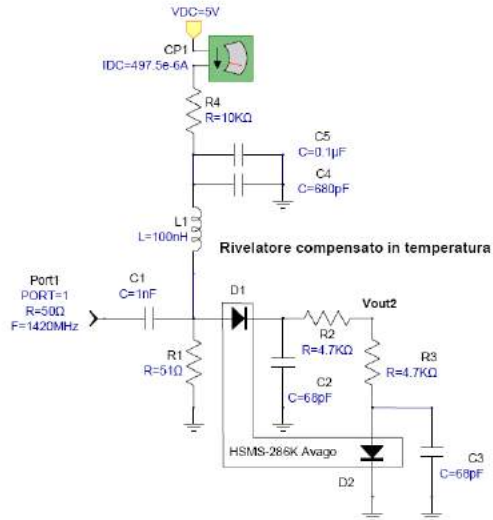 VDC=5V
CP1
IDC=497.5e-6A
R4
R=10KΩ
C5
C=0.1µF
C4
C=680pF
L1
L=100nH
Rivelatore compensato in temperatura
Port1
PORT=1
R=50Ω
F=1420MHz
C1
C=1nF
D1
Vout2
R2
R=4.7KΩ
R3
R=4.7KΩ
R1
R=51Ω
C2
C=68pF
HSMS-286K Avago
D2
C3
C=68pF